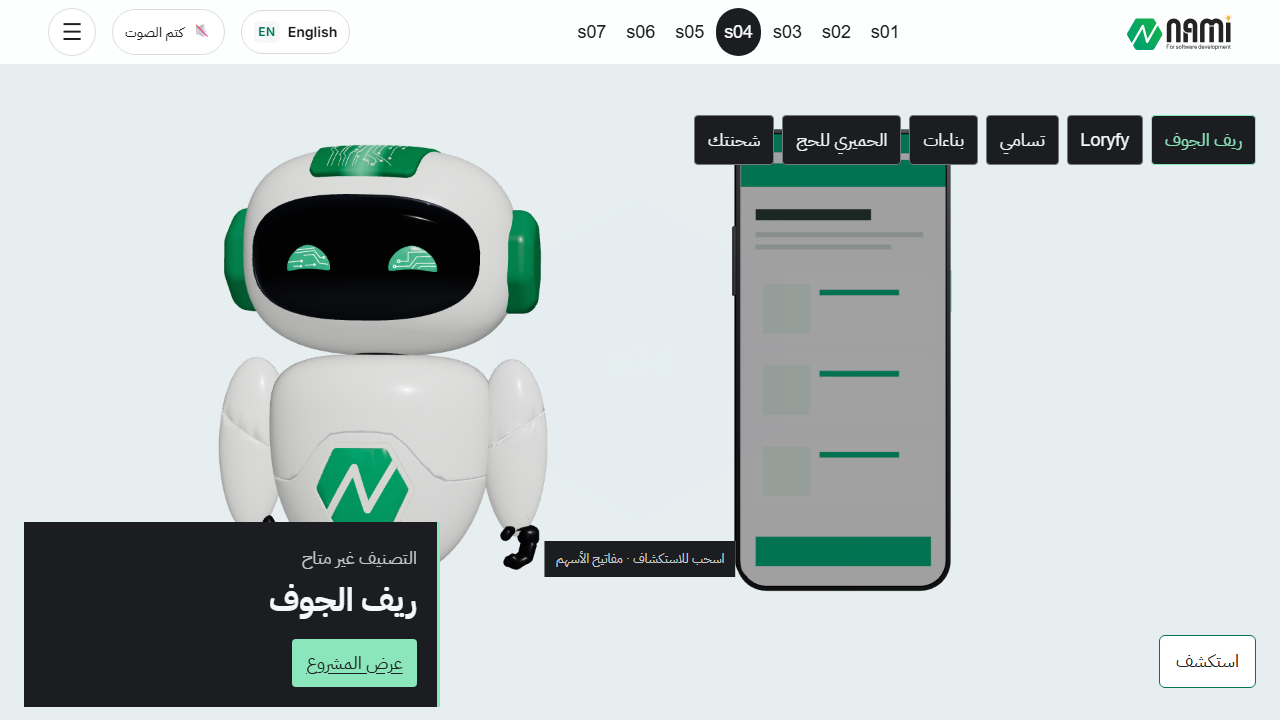 NAMI
For software development
s01
s02
s03
s04
s05
s06
s07
EN English
كتم الصوت
ريف الجوف
Loryfy
تسامي
بناءات
الحميري للحج
شحنتك
اسحب للاستكشاف · مفاتيح الأسهم
التصنيف غير متاح
ريف الجوف
عرض المشروع
استكشف